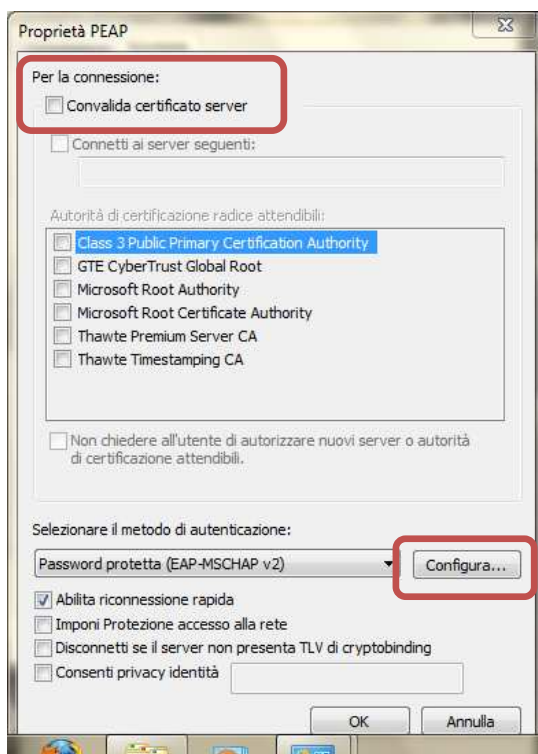 Proprietà PEAP
Per la connessione:
Convalida certificato server
Connetti ai server seguenti:
Autorità di certificazione radice attendibili:
Class 3 Public Primary Certification Authority
GTE CyberTrust Global Root
Microsoft Root Authority
Microsoft Root Certificate Authority
Thawte Premium Server CA
Thawte Timestamping CA
Non chiedere all'utente di autorizzare nuovi server o autorità
di certificazione attendibili.
Selezionare il metodo di autenticazione:
Password protetta (EAP-MSCHAP v2)
Configura...
Abilita riconnessione rapida
Imponi Protezione accesso alla rete
Disconnetti se il server non presenta TLV di cryptobinding
Consenti privacy identità
OK
Annulla